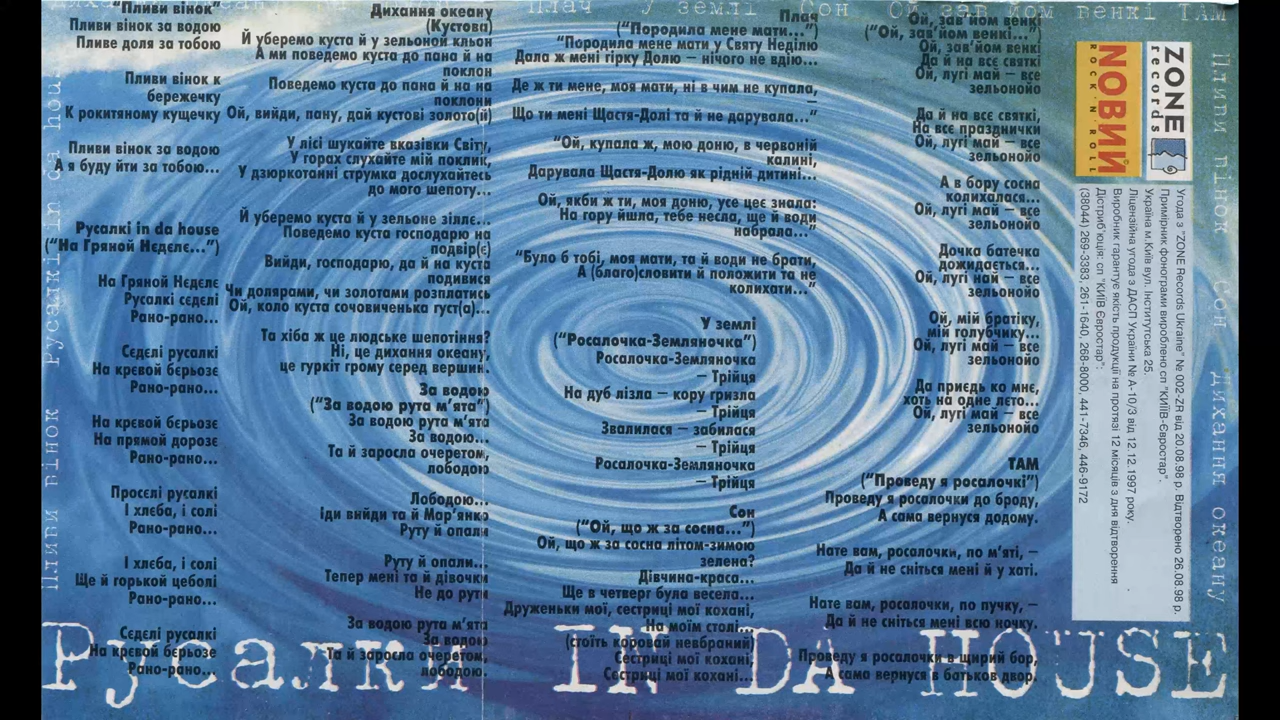 Плач У землі Сон Ой зав'йом венкі ТАМ
"Пливи вінок"
Пливи вінок за водою
Пливе доля за тобою
Пливи вінок к
бережечку
К рокитяному кущечку
Пливи вінок за водою
А я буду йти за тобою...
Русалкі in da house
("На Гряной Нєдєлє...")
На Гряной Нєдєле
Русалкі сєделі
Рано-рано...
Сєдєлі русалкі
На крєвой бєрьозє
Рано-рано...
На крєвой бєрьозє
На прямой дорозє
Рано-рано...
Просєлі русалкі
І хлєба, і солі
Рано-рано...
І хлєба, і солі
Ще й горькой цеболі
Рано-рано...
Сєдєлі русалкі
На крєвой бєрьозе
Рано-рано...
Дихання океану
(Кустова)
Й уберемо куста й у зельоной кльон
А ми поведемо куста до пана й на
поклон
Поведемо куста до пана й на на
поклони
Ой, вийди, пану, дай кустові золото(й)
У лісі шукайте вказівки Світу,
У горах слухайте мій поклик,
У дзюркотанні струмка дослухайтесь
до мого шепоту...
Й уберемо куста й у зельоне зіллє...
Поведемо куста господарю на
подвір(є)
Вийди, господарю, да й на куста
подивися
Чи долярами, чи золотами розплатись
Ой, коло куста сочовиченька густ(а)...
Та хіба ж це людське шепотіння?
Ні, це дихання океану,
це гуркіт грому серед вершин.
За водою
("За водою рута м'ята")
За водою рута м'ята
За водою...
Та й заросла очеретом,
лободою
Лободою...
Іди вийди та й Мар'янко
Руту й опали
Руту й опали...
Тепер мені та й дівочки
Не до рути
За водою рута м'ята
За водою
Та й заросла очеретом,
лободою.
Плач
("Породила мене мати...")
"Породила мене мати у Святу Неділю
Дала ж мені гірку Долю – нічого не вдію...
Де ж ти мене, моя мати, ні в чим не купала,
–
Що ти мені Щастя-Долі та й не дарувала..."
"Ой, купала ж, мою доню, в червоній
калині,
Дарувала Щастя-Долю як рідній дитині...
Ой, якби ж ти, моя доню, усе цеє знала:
На гору йшла, тебе несла, ще й води
набрала...
"Було б тобі, моя мати, та й води не брати,
А (благо)словити й положити та не
колихати..."
У землі
("Росалочка-Земляночка")
Росалочка-Земляночка
– Трійця
На дуб лізла – кору гризла
– Трійця
Звалилася – забилася
– Трійця
Росалочка-Земляночка
– Трійця
Сон
("Ой, що ж за сосна...")
Ой, що ж за сосна літом-зимою
зелена?
Дівчина-краса...
Ще в четвер була весела...
Друженьки мої, сестриці мої кохані,
На моїм столі...
(стоїть коровай невбраний)
Сестриці мої кохані,
Сестриці мої кохані...
Ой, зав'йом венкі
("Ой, зав'йом венкі...")
Ой, зав'йом венкі
Да й на всє святкі
Ой, лугі май – все
зельонойо
Да й на всє святкі,
На всє празднички
Ой, лугі май – все
зельонойо
А в бору сосна
колихалася...
Ой, лугі май – все
зельонойо
Дочка батечка
дожидається...
Ой, лугі май – все
зельонойо
Ой, мій братіку,
мій голубчику...
Ой, лугі май – все
зельонойо
Да приєдь ко мнє,
хоть на одне лєто...
Ой, лугі май – все
зельонойо
ТАМ
("Проведу я росалочкі")
Проведу я росалочки до броду,
А сама вернуся додому.
Нате вам, росалочки, по м'яті, –
Да й не сніться мені й у хаті.
Нате вам, росалочки, по пучку, –
Да й не сніться мені всю ночку.
Проведу я росалочки в щирий бор,
А сама вернуся в батьков двор.
ZONE
records
NОВИЙ
ROCK'N'ROLL
Угода з "ZONE Records Ukraine" № 002-ZR від 20.08.98 р. Відтворено 26.08.98 р.
Примірник фонограми вироблено сп "КИЇВ-Євростар".
Україна м.Київ вул. Інститутська 25.
Ліцензійна угода з ДАСП України № А-10/3 від 12.12.1997 року.
Виробник гарантує якість продукції на протязі 12 місяців з дня відтворення
Дістриб'юция: сп "КИЇВ Євростар":
(38044) 269-3383, 261-1640, 268-8000, 441-7346, 446-9172
Пливи вінок Русалкі in da hou
Пливи вінок Сон Дихання океану
Русалки IN DA HOUSE